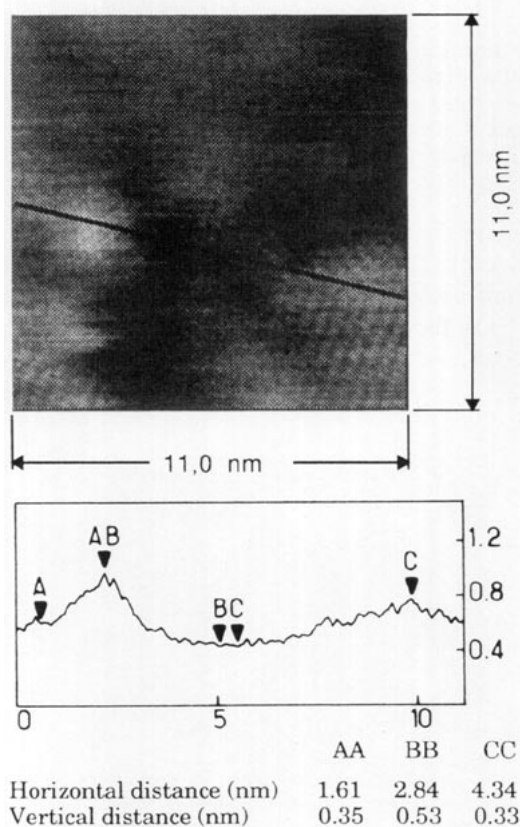 11,0 nm
11,0 nm
A AB BC C
1.2
0.8
0.4
0 5 10
AA BB CC
Horizontal distance (nm) 1.61 2.84 4.34
Vertical distance (nm) 0.35 0.53 0.33